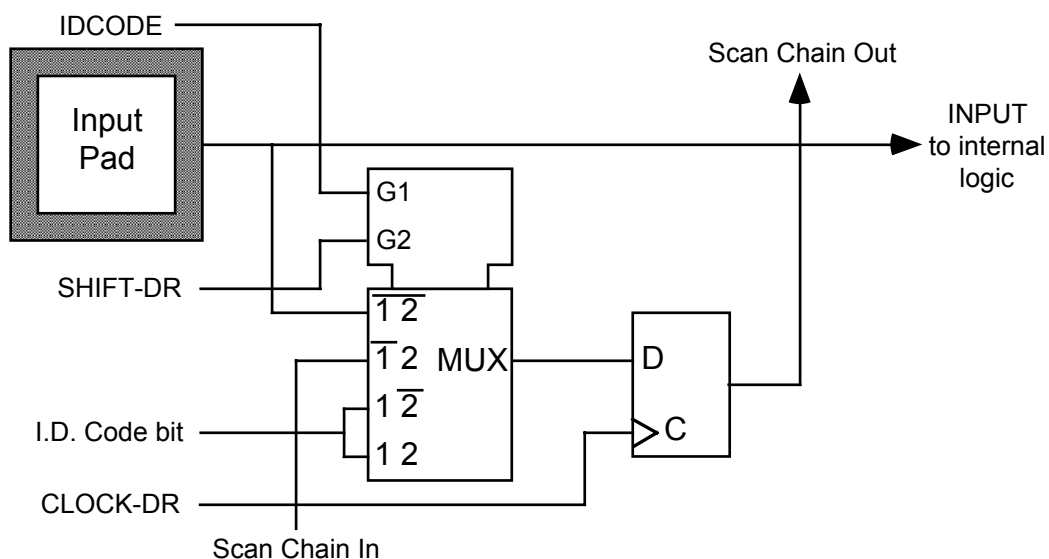 IDCODE
Scan Chain Out
Input
Pad
INPUT
to internal
logic
G1
G2
SHIFT-DR
1̅ 2̅
1̅ 2
MUX
D
1 2̅
I.D. Code bit
C
1 2
CLOCK-DR
Scan Chain In